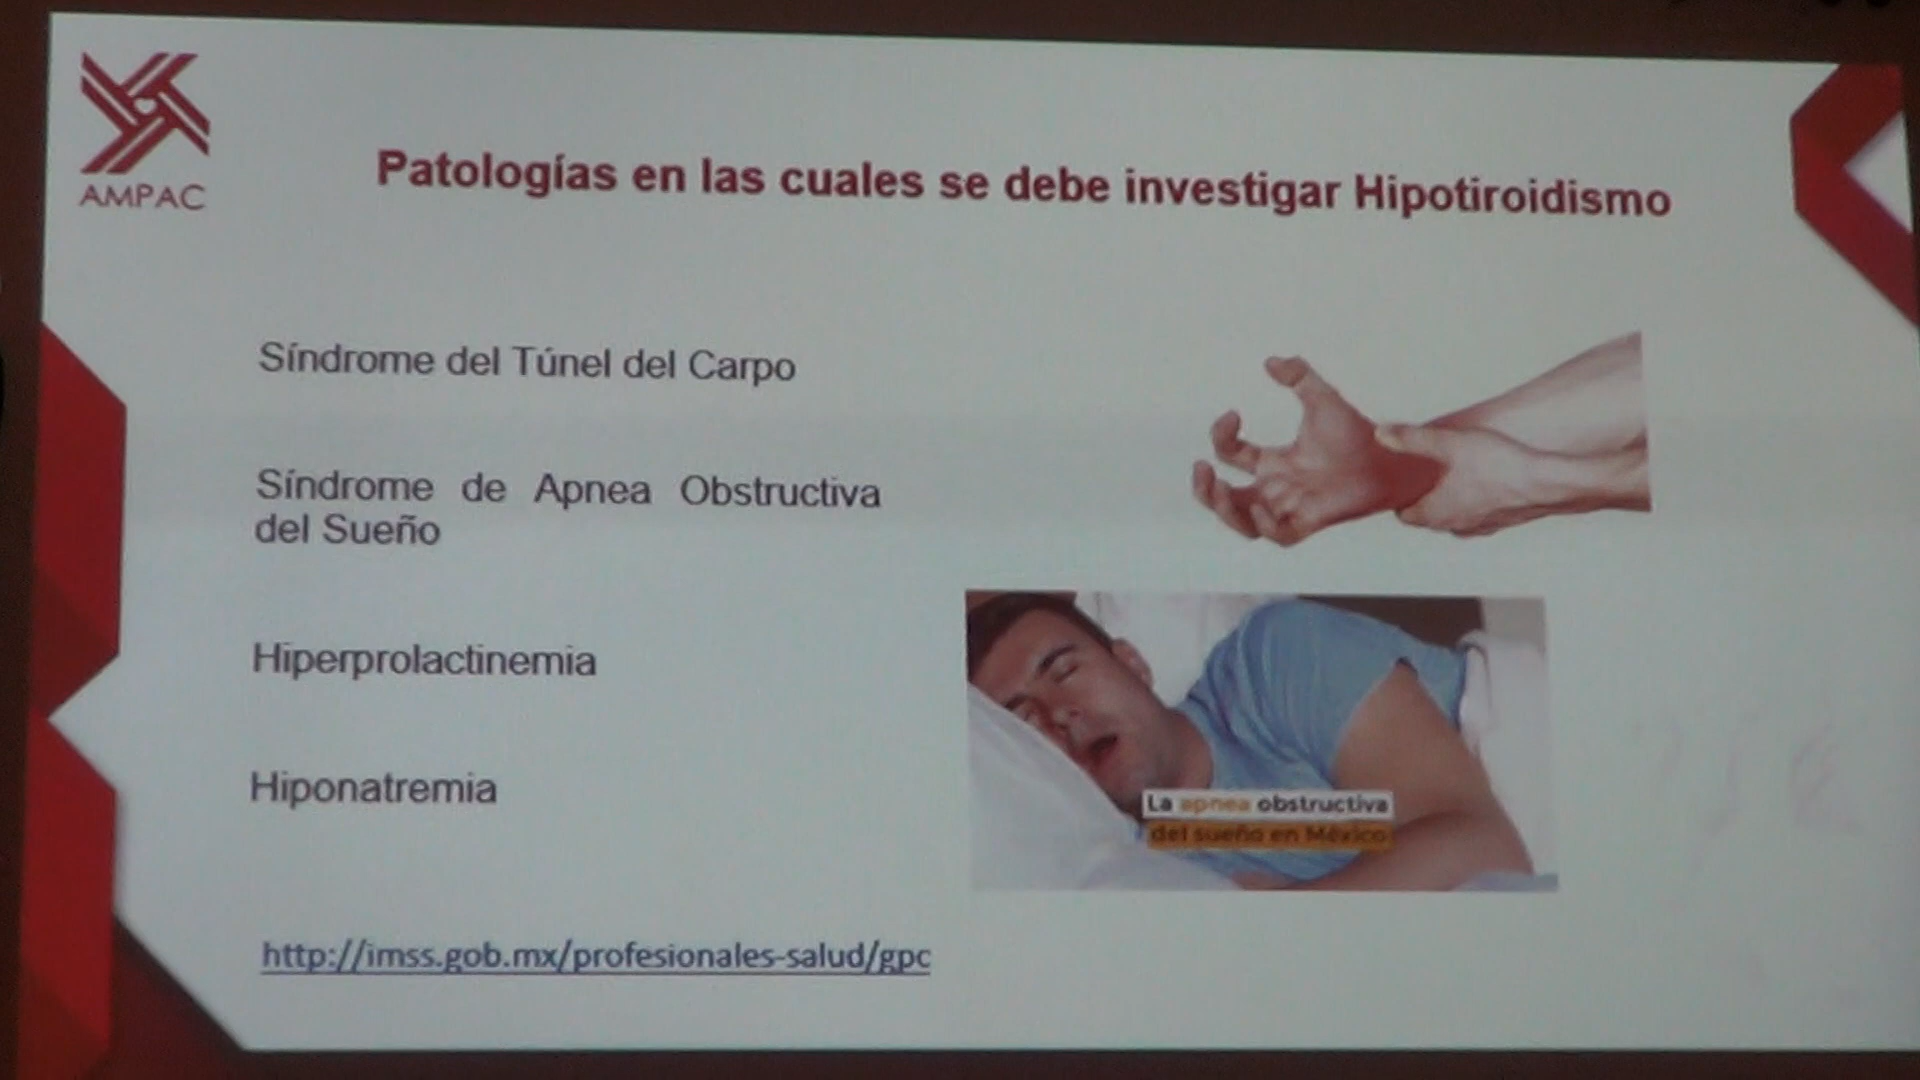 AMPAC
Patologías en las cuales se debe investigar Hipotiroidismo
Síndrome del Túnel del Carpo
Síndrome de Apnea Obstructiva
del Sueño
Hiperprolactinemia
Hiponatremia
La apnea obstructiva
del sueño en México
http://imss.gob.mx/profesionales-salud/gpc